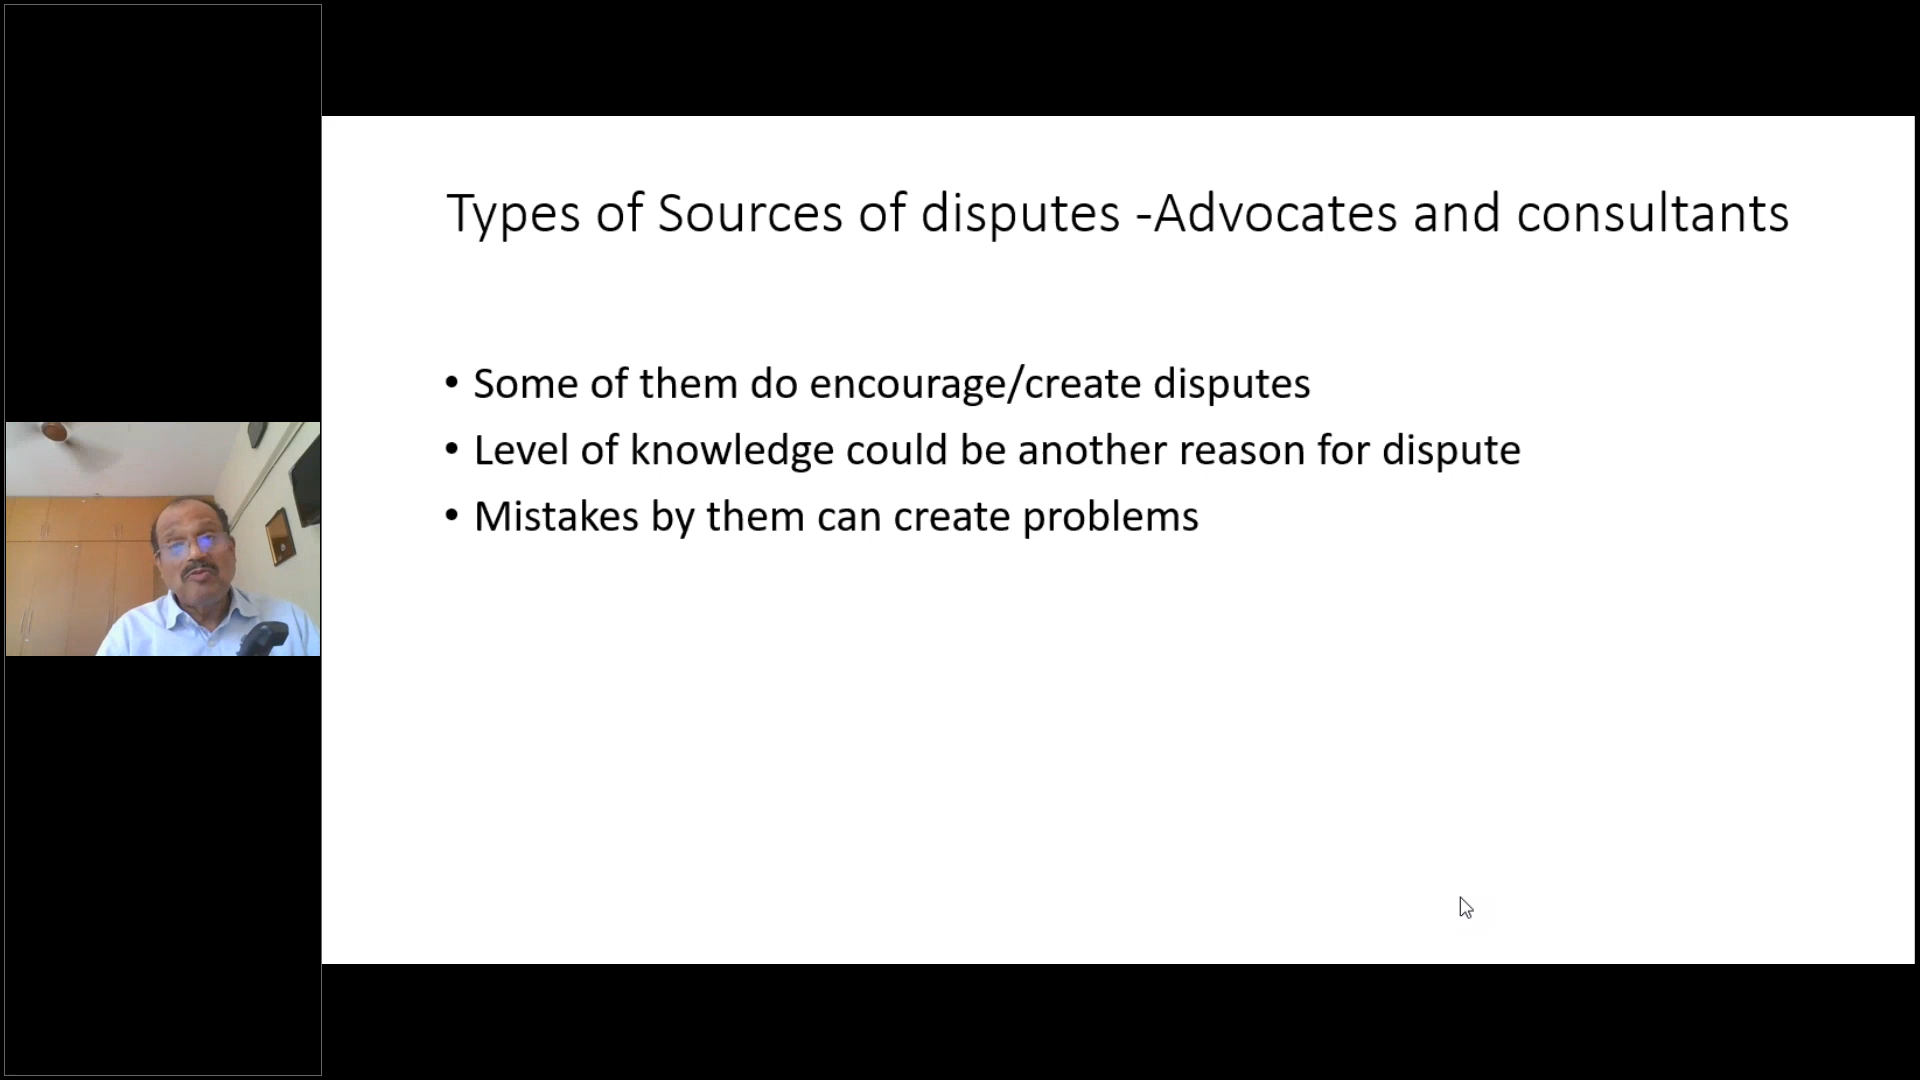 Types of Sources of disputes -Advocates and consultants
• Some of them do encourage/create disputes
• Level of knowledge could be another reason for dispute
• Mistakes by them can create problems